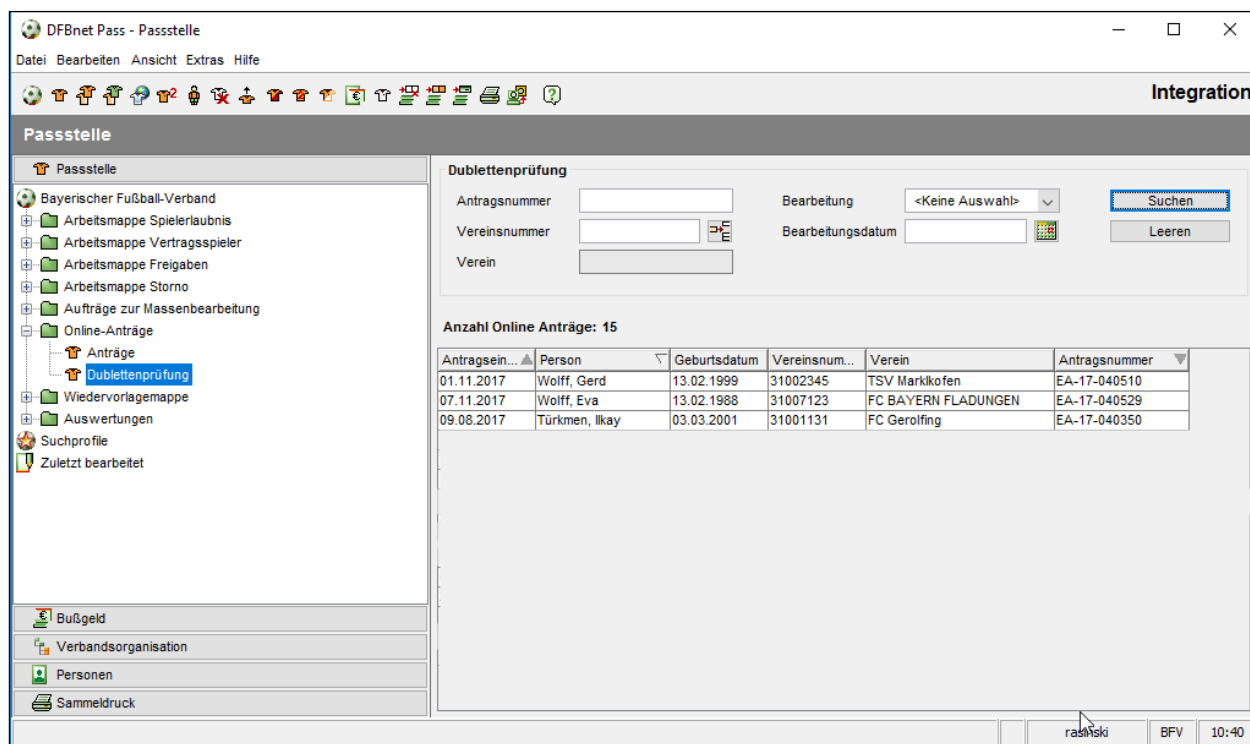 DFBnet Pass - Passstelle
Datei Bearbeiten Ansicht Extras Hilfe
Integration
Passstelle
Passstelle
Bayerischer Fußball-Verband
Arbeitsmappe Spielerlaubnis
Arbeitsmappe Vertragsspieler
Arbeitsmappe Freigaben
Arbeitsmappe Storno
Aufträge zur Massenbearbeitung
Online-Anträge
Anträge
Dublettenprüfung
Wiedervorlagemappe
Auswertungen
Suchprofile
Zuletzt bearbeitet
Bußgeld
Verbandsorganisation
Personen
Sammeldruck
Dublettenprüfung
Antragsnummer Bearbeitung <Keine Auswahl> Suchen
Vereinsnummer Bearbeitungsdatum Leeren
Verein
Anzahl Online Anträge: 15
Antragsein... Person Geburtsdatum Vereinsnum... Verein Antragsnummer
01.11.2017 Wolff, Gerd 13.02.1999 31002345 TSV Marklkofen EA-17-040510
07.11.2017 Wolff, Eva 13.02.1988 31007123 FC BAYERN FLADUNGEN EA-17-040529
09.08.2017 Türkmen, Ilkay 03.03.2001 31001131 FC Gerolfing EA-17-040350
rasinski BFV 10:40